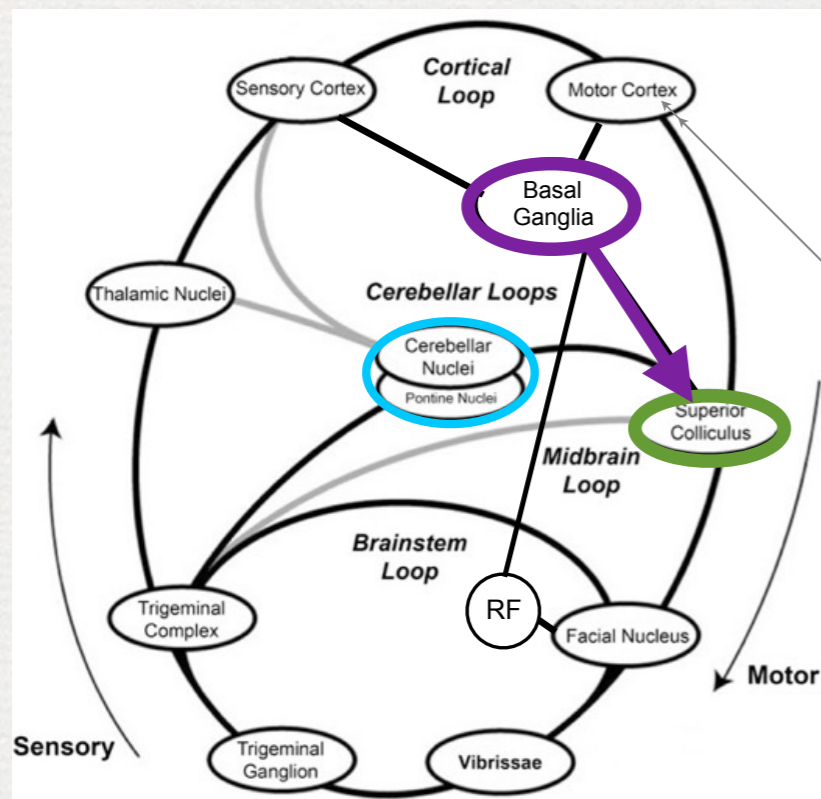 Cortical
Loop
Sensory Cortex
Motor Cortex
Basal
Ganglia
Thalamic Nuclei
Cerebellar Loops
Cerebellar
Nuclei
Pontine Nuclei
Superior
Colliculus
Midbrain
Loop
Brainstem
Loop
Trigeminal
Complex
RF
Facial Nucleus
Motor
Sensory
Trigeminal
Ganglion
Vibrissae